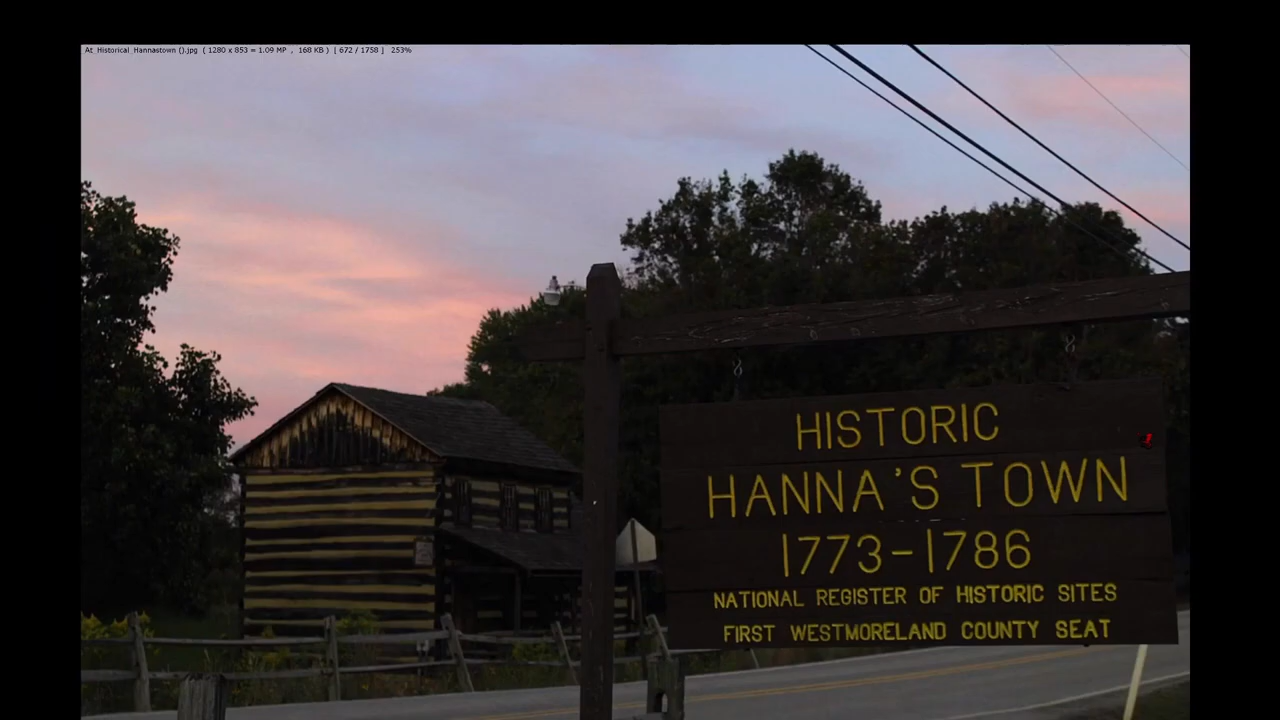 At_Historical_Hannastown ().jpg ( 1280 x 853 = 1.09 MP , 168 KB ) [ 672 / 1758 ] 253%
HISTORIC
HANNA'S TOWN
1773-1786
NATIONAL REGISTER OF HISTORIC SITES
FIRST WESTMORELAND COUNTY SEAT